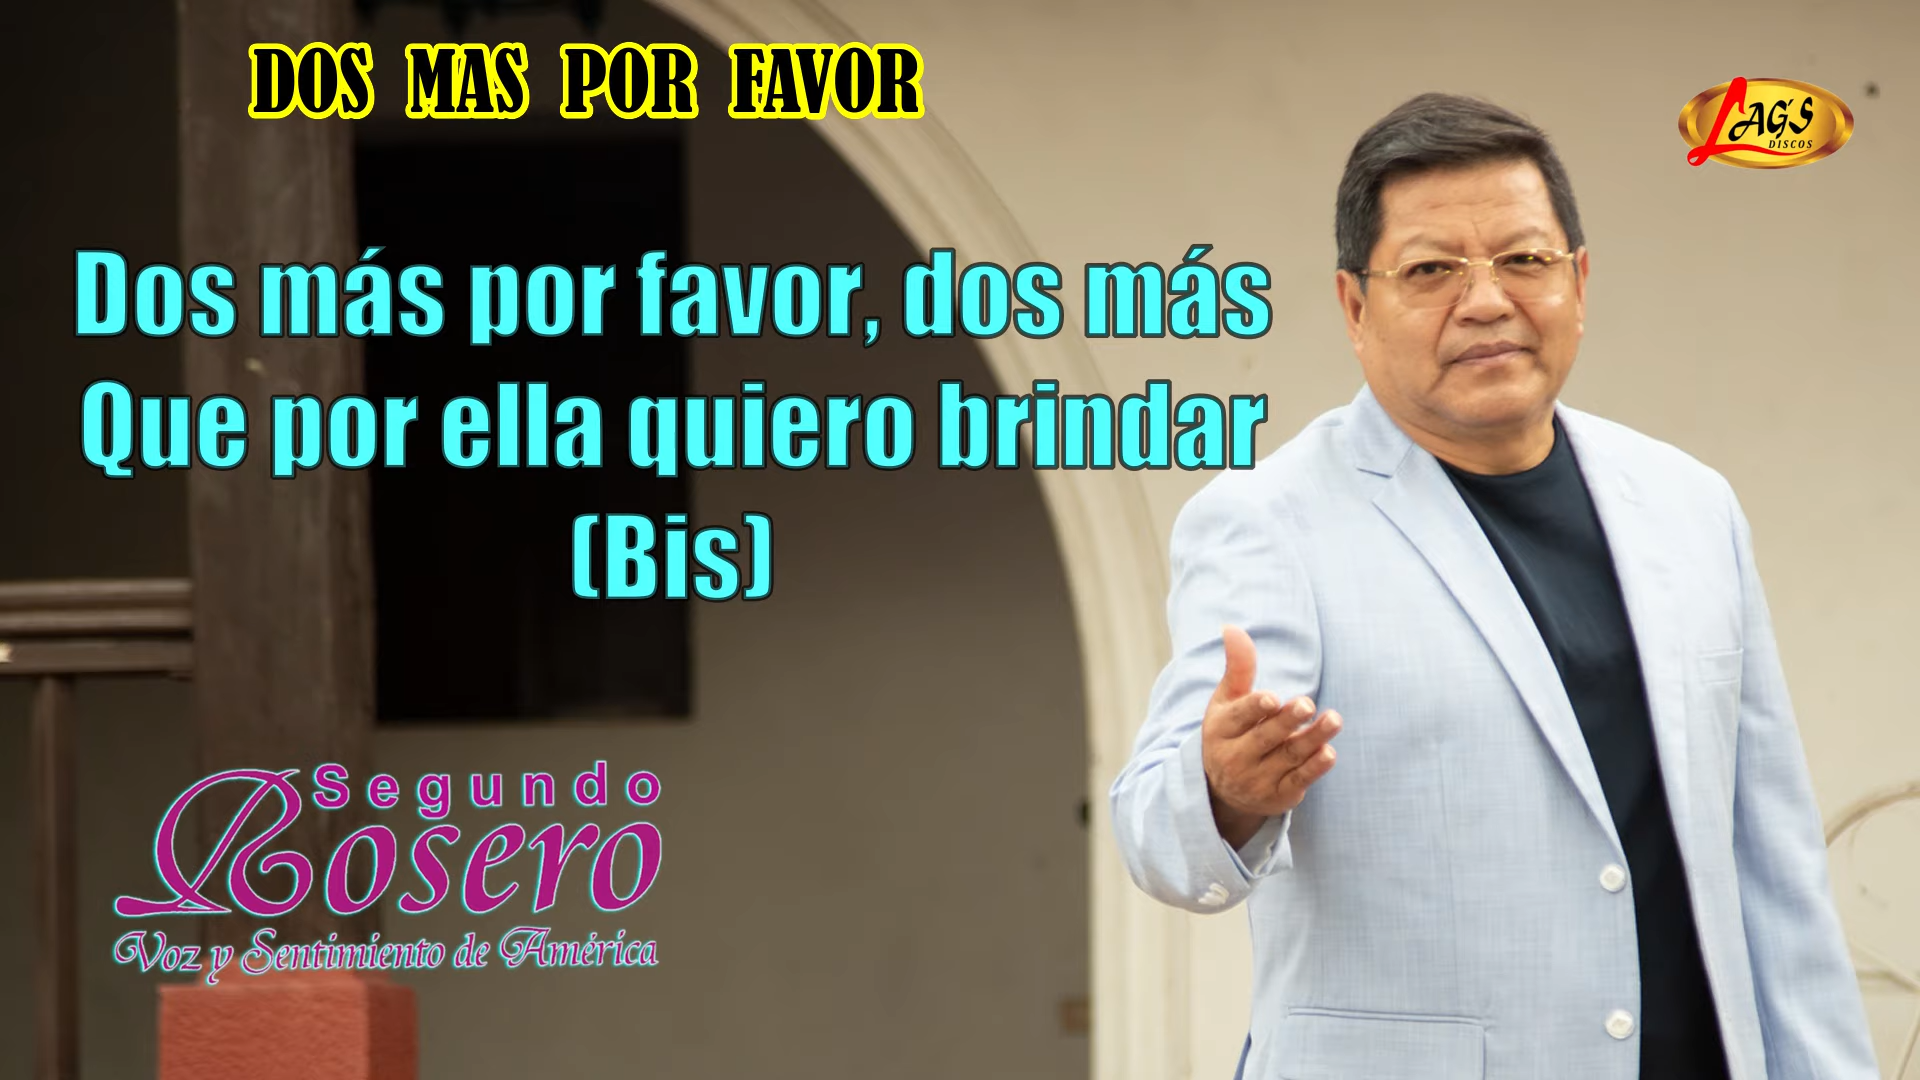 DOS MAS POR FAVOR
LAG'S
DISCOS
Dos más por favor, dos más
Que por ella quiero brindar
(Bis)
Segundo
Rosero
Voz y Sentimiento de América